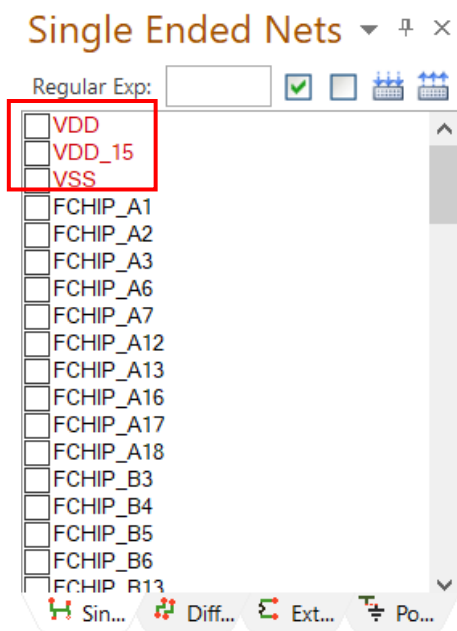 Single Ended Nets
Regular Exp:
VDD
VDD_15
VSS
FCHIP_A1
FCHIP_A2
FCHIP_A3
FCHIP_A6
FCHIP_A7
FCHIP_A12
FCHIP_A13
FCHIP_A16
FCHIP_A17
FCHIP_A18
FCHIP_B3
FCHIP_B4
FCHIP_B5
FCHIP_B6
FCHIP_B13
Sin... Diff... Ext... Po...